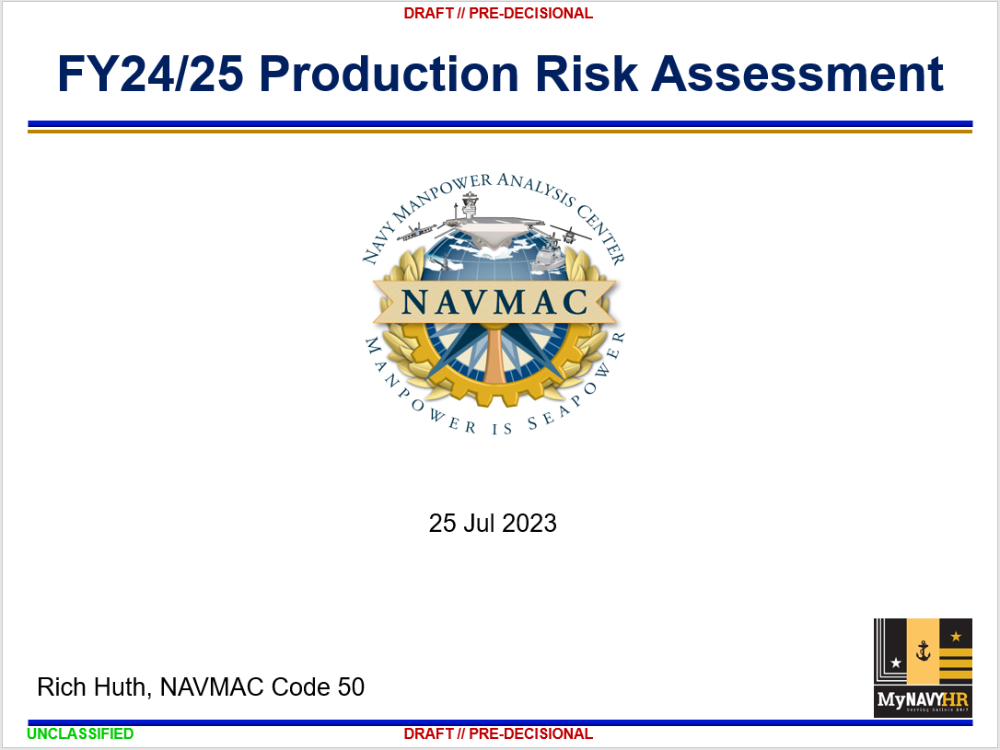 DRAFT // PRE-DECISIONAL
FY24/25 Production Risk Assessment
NAVY MANPOWER ANALYSIS CENTER
NAVMAC
MANPOWER IS SEAPOWER
25 Jul 2023
Rich Huth, NAVMAC Code 50
MyNAVYHR
Serving Sailors 24/7
UNCLASSIFIED
DRAFT // PRE-DECISIONAL